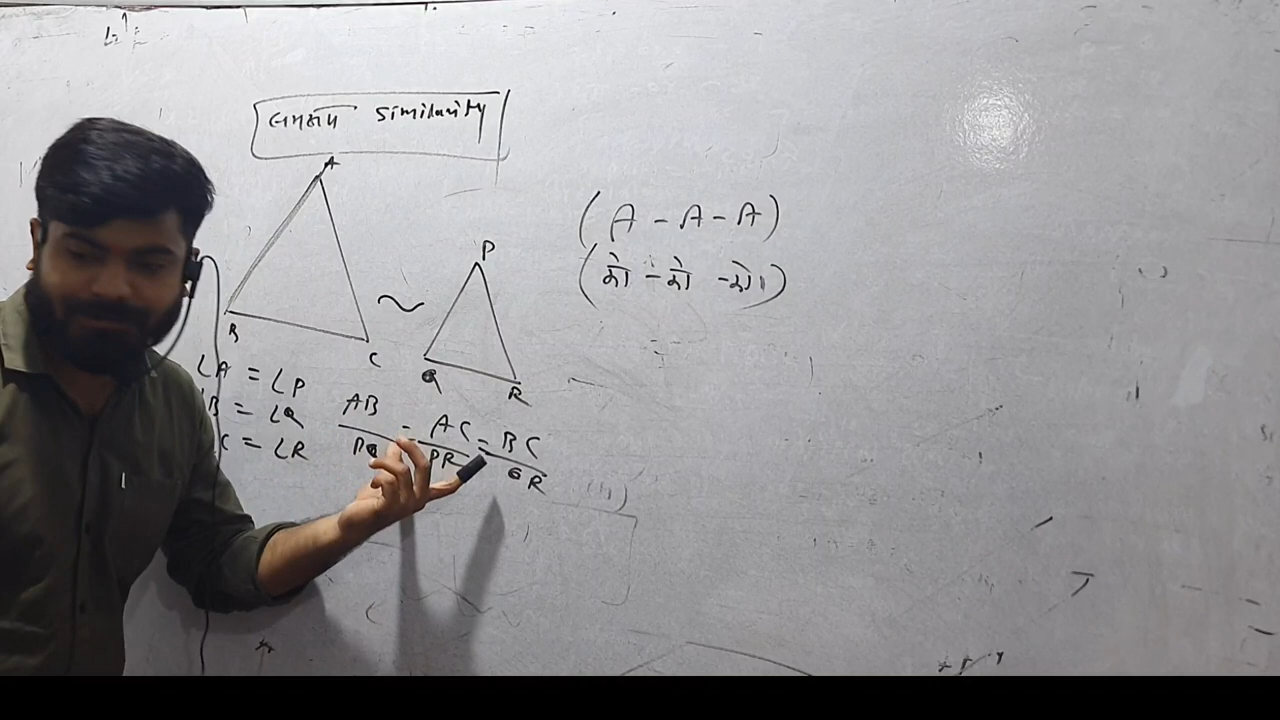 समरूप Similarity
A
(A - A - A)
P
(को - को - को)
~
B
C
Q
R
∠A = ∠P
B = ∠Q
C = ∠R
AB/PQ = AC/PR = BC/QR